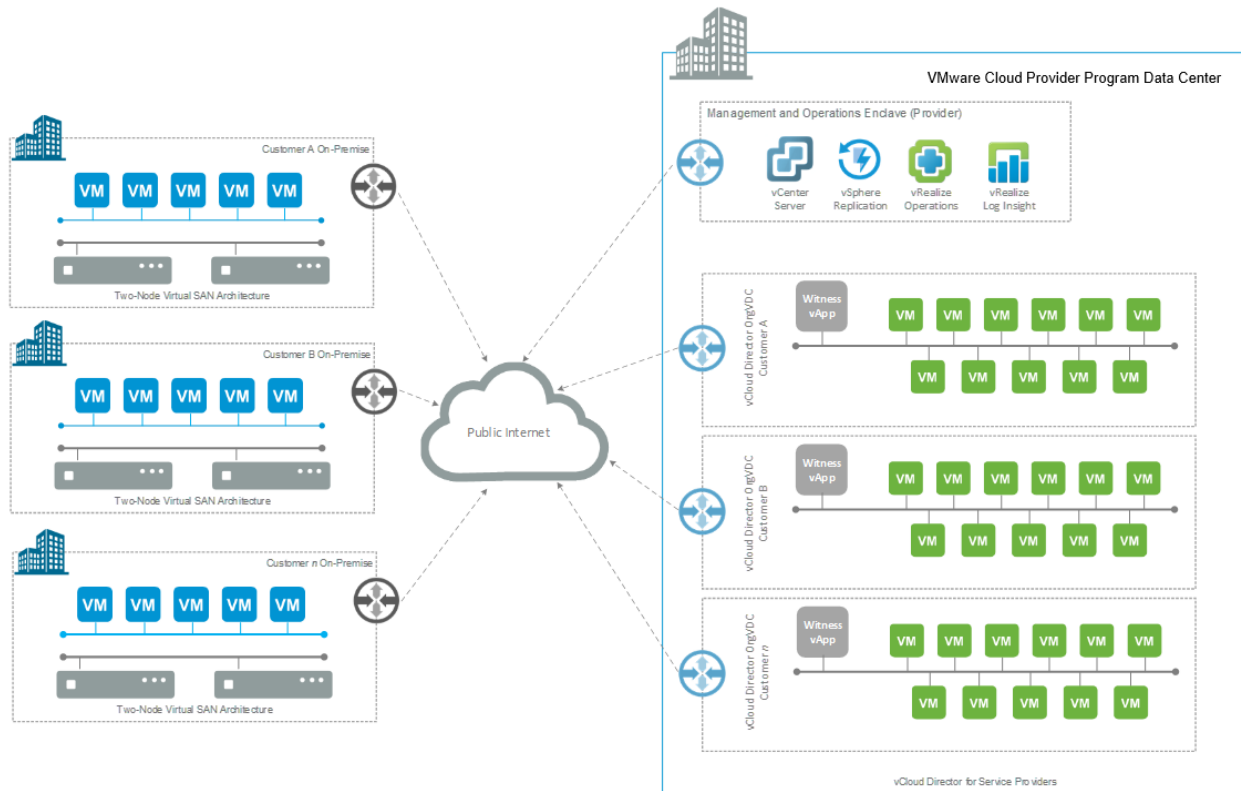 VMware Cloud Provider Program Data Center
Management and Operations Enclave (Provider)
vCenter
Server
vSphere
Replication
vRealize
Operations
vRealize
Log Insight
Customer A On-Premise
VM VM VM VM VM
Two-Node Virtual SAN Architecture
Customer B On-Premise
VM VM VM VM VM
Two-Node Virtual SAN Architecture
Customer n On-Premise
VM VM VM VM VM
Two-Node Virtual SAN Architecture
Public Internet
vCloud Director OrgVDC
Customer A
Witness
vApp
VM VM VM VM VM VM
VM VM VM VM VM
vCloud Director OrgVDC
Customer B
Witness
vApp
VM VM VM VM VM VM
VM VM VM VM VM
vCloud Director OrgVDC
Customer n
Witness
vApp
VM VM VM VM VM VM
VM VM VM VM VM
vCloud Director for Service Providers